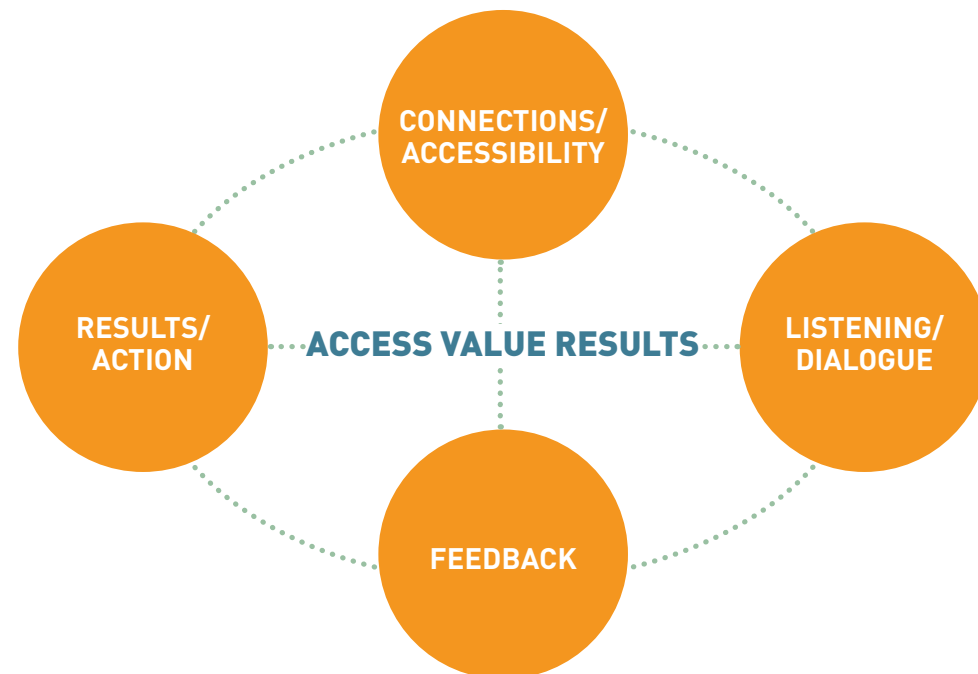 CONNECTIONS/
ACCESSIBILITY
RESULTS/
ACTION
ACCESS VALUE RESULTS
LISTENING/
DIALOGUE
FEEDBACK